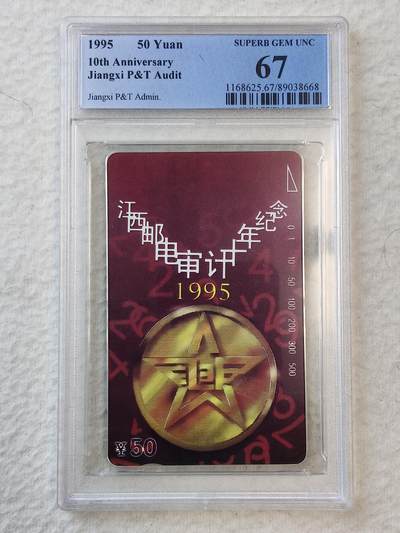 1995 50 Yuan
10th Anniversary
Jiangxi P&T Audit
Jiangxi P&T Admin.
SUPERB GEM UNC
67
1168625.67/89038668
江西邮电审计十年纪念
1995
0 1 10 50 100 200 300 500
50